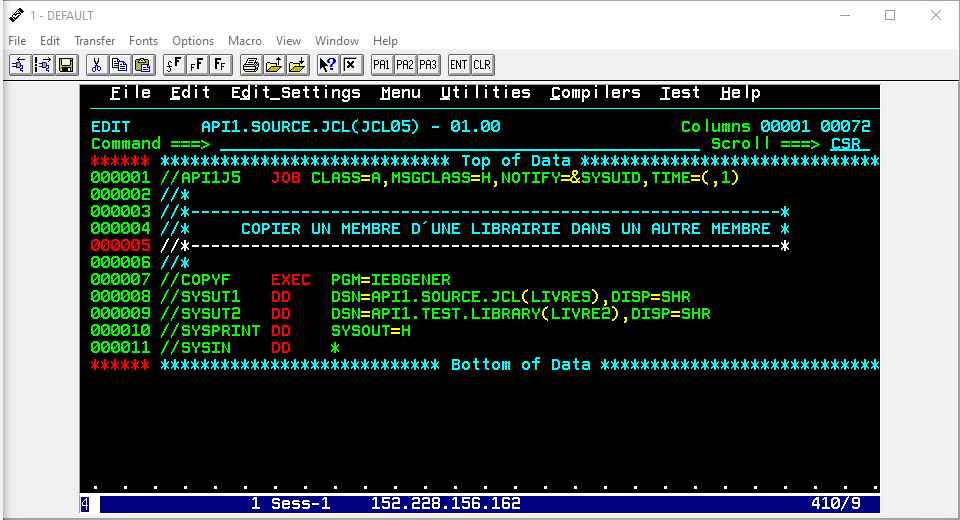 1 - DEFAULT
File Edit Transfer Fonts Options Macro View Window Help
PA1 PA2 PA3 ENT CLR
File Edit Edit_Settings Menu Utilities Compilers Test Help
EDIT API1.SOURCE.JCL(JCL05) - 01.00 Columns 00001 00072
Command ===> Scroll ===> CSR
****** ***************************** Top of Data ******************************
000001 //API1J5 JOB CLASS=A,MSGCLASS=H,NOTIFY=&SYSUID,TIME=(,1)
000002 //*
000003 //*-----------------------------------------------------------*
000004 //* COPIER UN MEMBRE D´UNE LIBRAIRIE DANS UN AUTRE MEMBRE *
000005 //*-----------------------------------------------------------*
000006 //*
000007 //COPYF EXEC PGM=IEBGENER
000008 //SYSUT1 DD DSN=API1.SOURCE.JCL(LIVRES),DISP=SHR
000009 //SYSUT2 DD DSN=API1.TEST.LIBRARY(LIVRE2),DISP=SHR
000010 //SYSPRINT DD SYSOUT=H
000011 //SYSIN DD *
****** **************************** Bottom of Data ****************************
4 1 Sess-1 152.228.156.162 410/9